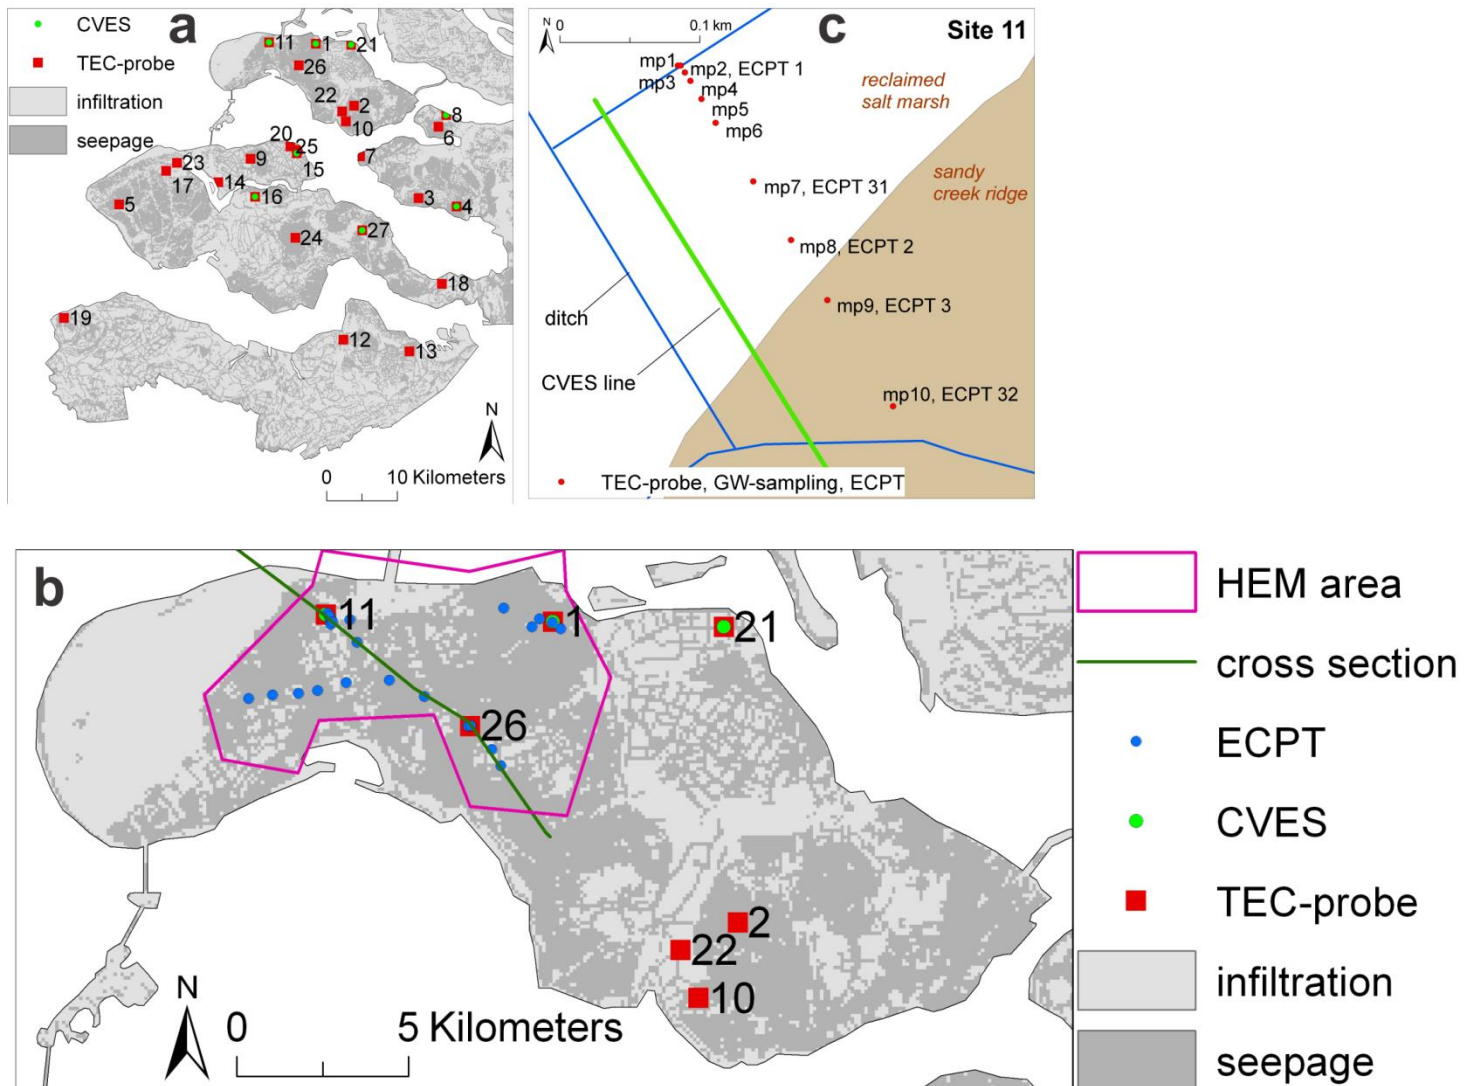 a
CVES
TEC-probe
infiltration
seepage
11
1
21
26
22
2
10
8
6
20
25
7
23
9
15
17
14
16
3
5
4
24
27
18
19
12
13
N
0 10 Kilometers
N
0 0.1 km
c
Site 11
mp1
mp2, ECPT 1
mp3
mp4
mp5
mp6
reclaimed
salt marsh
mp7, ECPT 31
sandy
creek ridge
mp8, ECPT 2
mp9, ECPT 3
ditch
CVES line
mp10, ECPT 32
TEC-probe, GW-sampling, ECPT
b
11
1
21
26
2
22
10
N
0 5 Kilometers
HEM area
cross section
ECPT
CVES
TEC-probe
infiltration
seepage